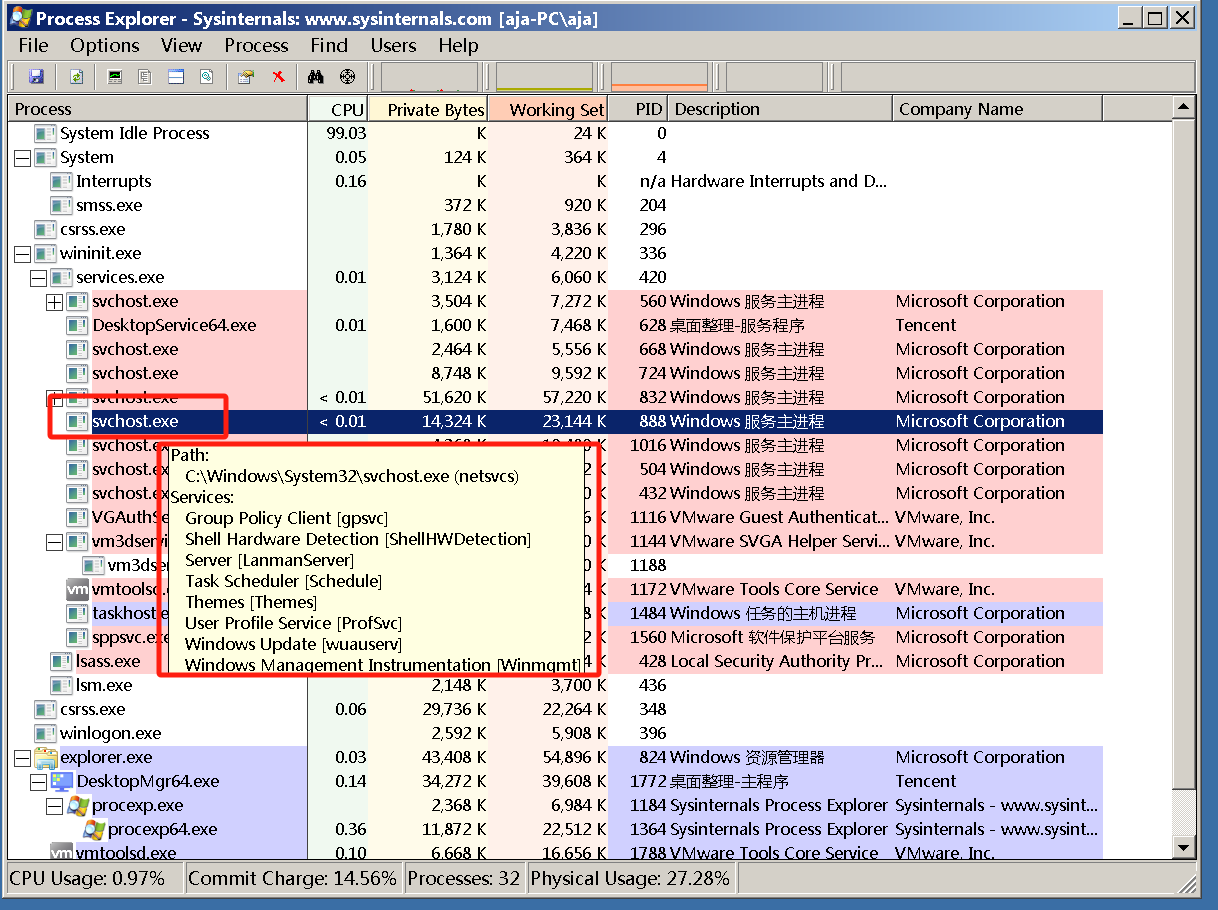 Process Explorer - Sysinternals: www.sysinternals.com [aja-PC\aja]
File Options View Process Find Users Help
Process CPU Private Bytes Working Set PID Description Company Name
System Idle Process 99.03 K 24 K 0
System 0.05 124 K 364 K 4
Interrupts 0.16 K K n/a Hardware Interrupts and D...
smss.exe 372 K 920 K 204
csrss.exe 1,780 K 3,836 K 296
wininit.exe 1,364 K 4,220 K 336
services.exe 0.01 3,124 K 6,060 K 420
svchost.exe 3,504 K 7,272 K 560 Windows 服务主进程 Microsoft Corporation
DesktopService64.exe 0.01 1,600 K 7,468 K 628 桌面整理-服务程序 Tencent
svchost.exe 2,464 K 5,556 K 668 Windows 服务主进程 Microsoft Corporation
svchost.exe 8,748 K 9,592 K 724 Windows 服务主进程 Microsoft Corporation
svchost.exe < 0.01 51,620 K 57,220 K 832 Windows 服务主进程 Microsoft Corporation
svchost.exe < 0.01 14,324 K 23,144 K 888 Windows 服务主进程 Microsoft Corporation
svchost.ex 1016 Windows 服务主进程 Microsoft Corporation
svchost.ex 2 K 504 Windows 服务主进程 Microsoft Corporation
svchost.ex 0 K 432 Windows 服务主进程 Microsoft Corporation
VGAuthSe 6 K 1116 VMware Guest Authenticat... VMware, Inc.
vm3dservi 0 K 1144 VMware SVGA Helper Servi... VMware, Inc.
vm3dse 0 K 1188
vm vmtoolsd. 4 K 1172 VMware Tools Core Service VMware, Inc.
taskhost.e 8 K 1484 Windows 任务的主机进程 Microsoft Corporation
sppsvc.exe 2 K 1560 Microsoft 软件保护平台服务 Microsoft Corporation
lsass.exe 4 K 428 Local Security Authority Pr... Microsoft Corporation
Path:
C:\Windows\System32\svchost.exe (netsvcs)
Services:
Group Policy Client [gpsvc]
Shell Hardware Detection [ShellHWDetection]
Server [LanmanServer]
Task Scheduler [Schedule]
Themes [Themes]
User Profile Service [ProfSvc]
Windows Update [wuauserv]
Windows Management Instrumentation [Winmgmt]
lsm.exe 2,148 K 3,700 K 436
csrss.exe 0.06 29,736 K 22,264 K 348
winlogon.exe 2,592 K 5,908 K 396
explorer.exe 0.03 43,408 K 54,896 K 824 Windows 资源管理器 Microsoft Corporation
DesktopMgr64.exe 0.14 34,272 K 39,608 K 1772 桌面整理-主程序 Tencent
procexp.exe 2,368 K 6,984 K 1184 Sysinternals Process Explorer Sysinternals - www.sysint...
procexp64.exe 0.36 11,872 K 22,512 K 1364 Sysinternals Process Explorer Sysinternals - www.sysint...
vm vmtoolsd.exe 0.10 6,668 K 16,656 K 1788 VMware Tools Core Service VMware, Inc.
CPU Usage: 0.97% Commit Charge: 14.56% Processes: 32 Physical Usage: 27.28%